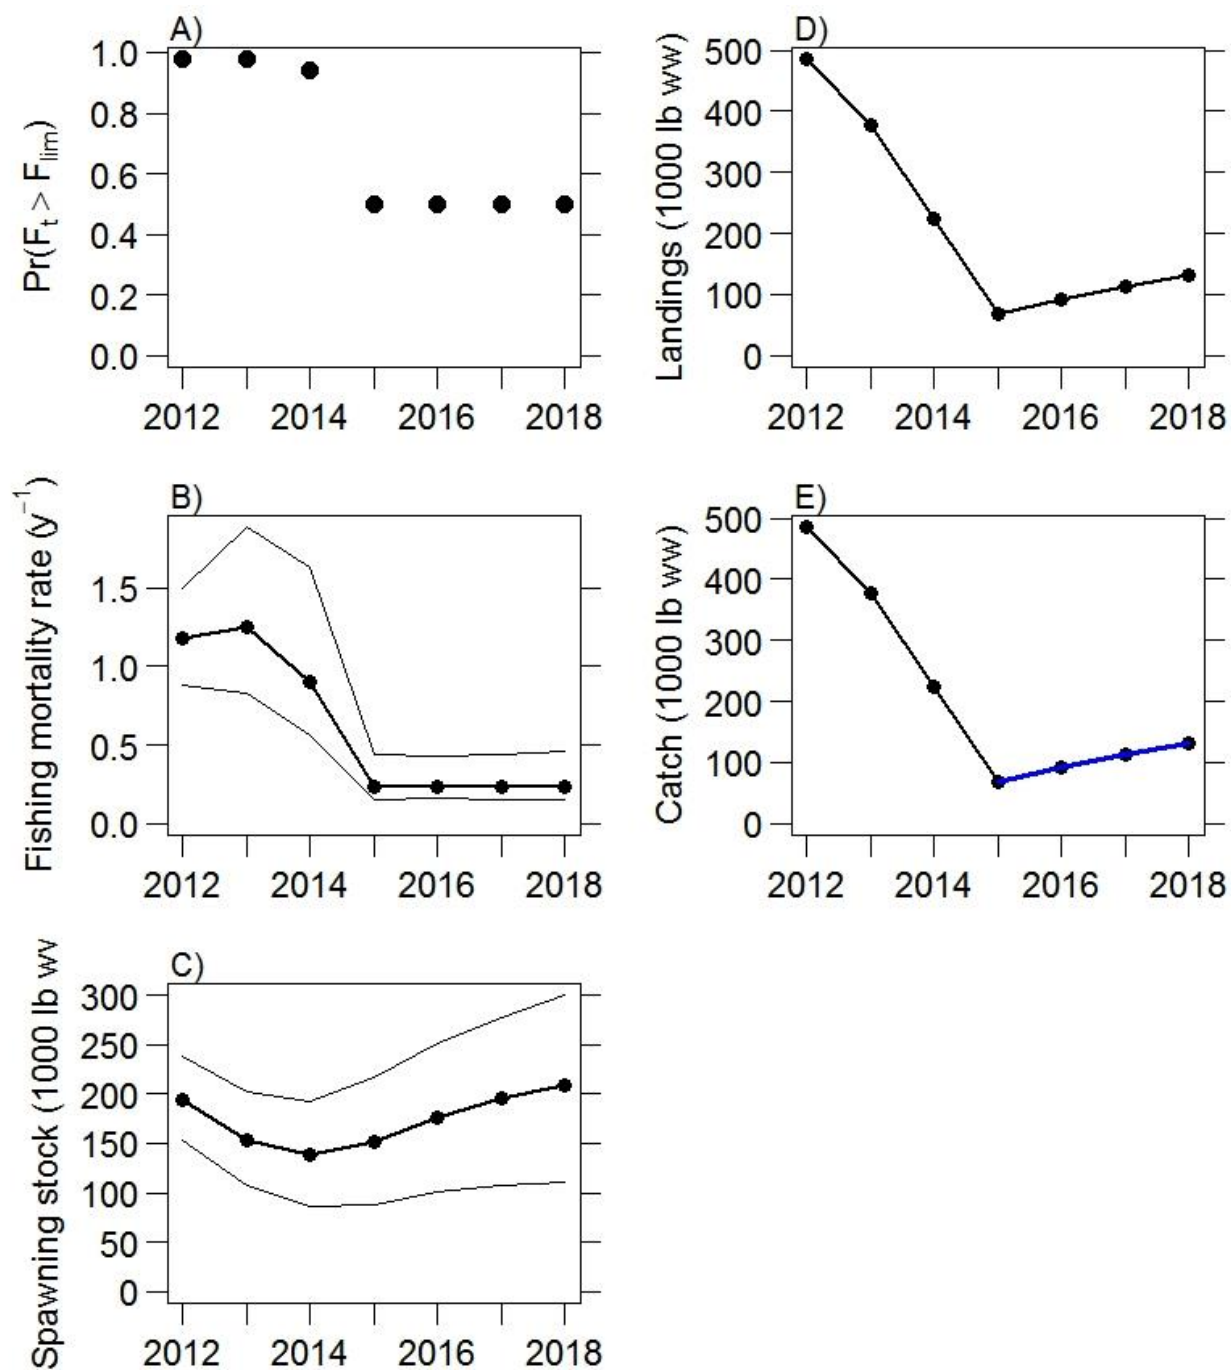 A)
Pr(Fₜ > Fₗᵢₘ)
1.0
0.8
0.6
0.4
0.2
0.0
2012 2014 2016 2018
B)
Fishing mortality rate (y⁻¹)
1.5
1.0
0.5
0.0
2012 2014 2016 2018
C)
Spawning stock (1000 lb wv
300
250
200
150
100
50
0
2012 2014 2016 2018
D)
Landings (1000 lb ww)
500
400
300
200
100
0
2012 2014 2016 2018
E)
Catch (1000 lb ww)
500
400
300
200
100
0
2012 2014 2016 2018